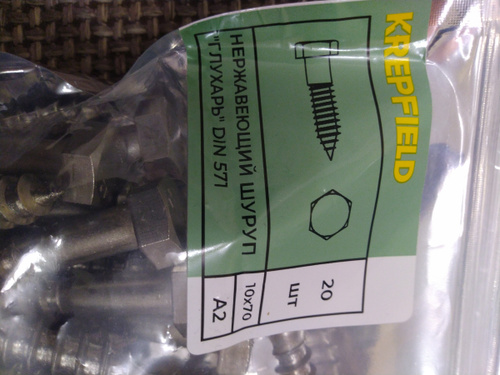 KREPFIELD
НЕРЖАВЕЮЩИЙ ШУРУП
"ГЛУХАРЬ" DIN 571
20
шт
10x70
A2